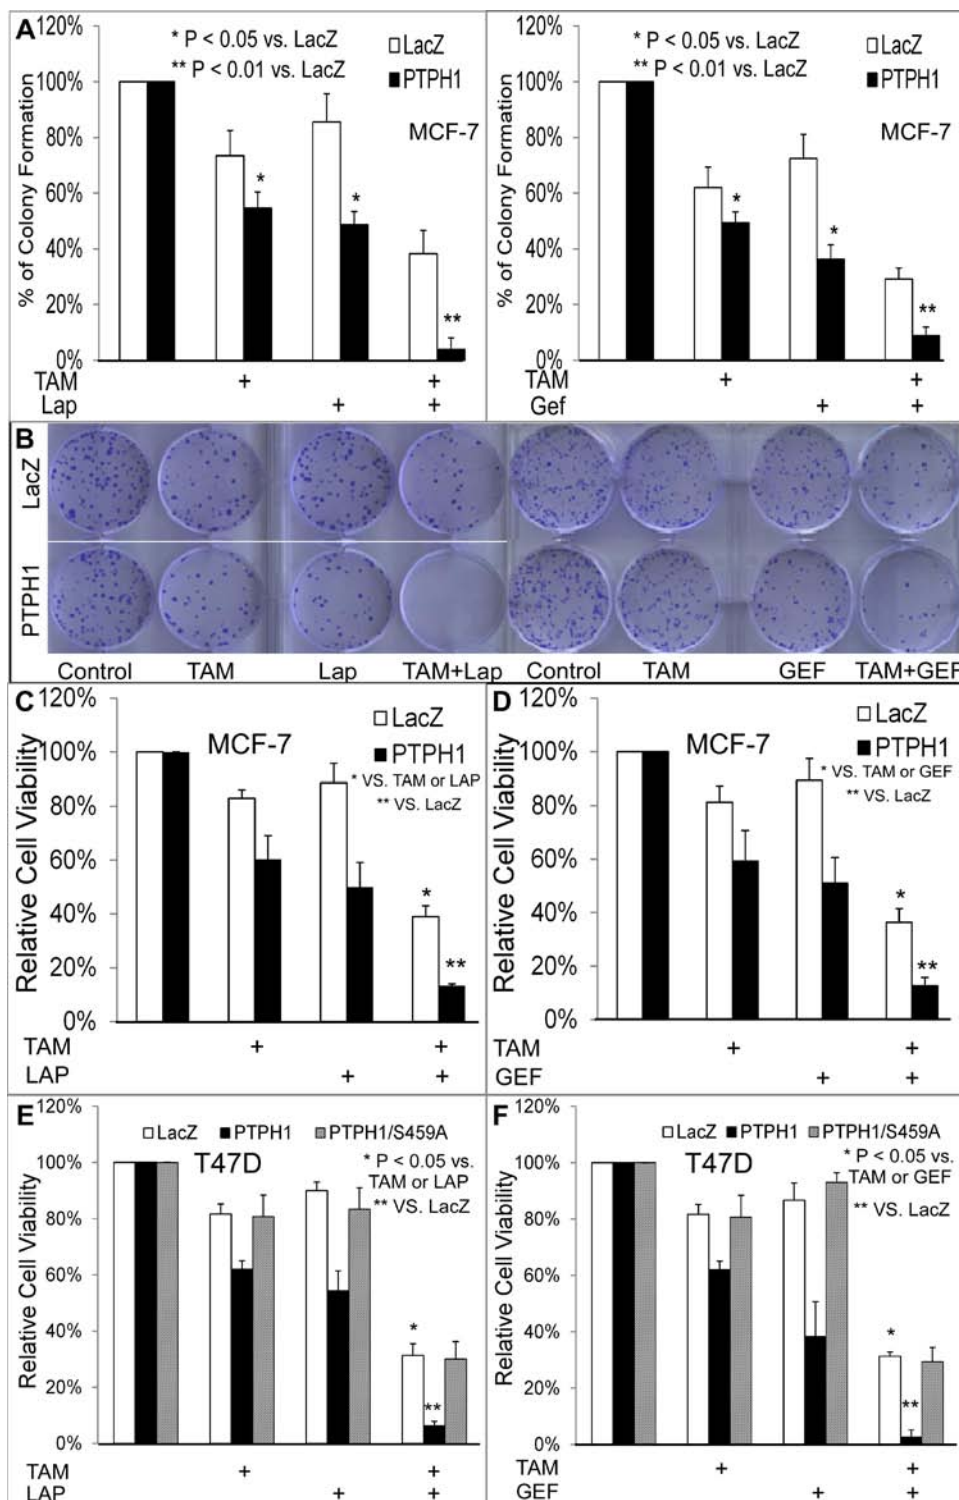 A
120%
100%
80%
60%
40%
20%
0%
% of Colony Formation
* P < 0.05 vs. LacZ
** P < 0.01 vs. LacZ
LacZ
PTPH1
MCF-7
*
*
**
TAM + +
Lap + +
120%
100%
80%
60%
40%
20%
0%
% of Colony Formation
* P < 0.05 vs. LacZ
** P < 0.01 vs. LacZ
LacZ
PTPH1
MCF-7
*
*
**
TAM + +
Gef + +
B
LacZ
PTPH1
Control TAM Lap TAM+Lap Control TAM GEF TAM+GEF
C
120%
100%
80%
60%
40%
20%
0%
Relative Cell Viability
MCF-7
LacZ
PTPH1
* VS. TAM or LAP
** VS. LacZ
*
**
TAM + +
LAP + +
D
120%
100%
80%
60%
40%
20%
0%
Relative Cell Viability
MCF-7
LacZ
PTPH1
* VS. TAM or GEF
** VS. LacZ
*
**
TAM + +
GEF + +
E
120%
100%
80%
60%
40%
20%
0%
Relative Cell Viability
LacZ PTPH1 PTPH1/S459A
T47D
* P < 0.05 vs.
TAM or LAP
** VS. LacZ
*
**
TAM + +
LAP + +
F
120%
100%
80%
60%
40%
20%
0%
Relative Cell Viability
LacZ PTPH1 PTPH1/S459A
T47D
* P < 0.05 vs.
TAM or GEF
** VS. LacZ
*
**
TAM + +
GEF + +